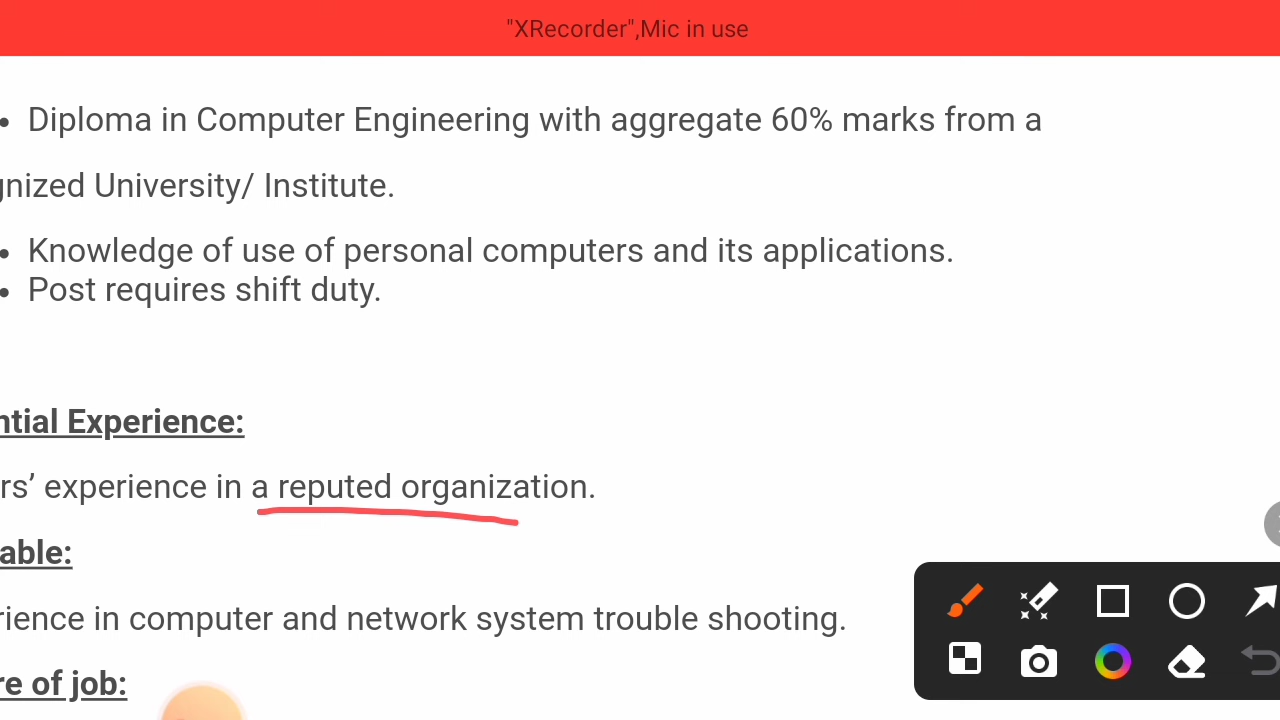 "XRecorder",Mic in use
• Diploma in Computer Engineering with aggregate 60% marks from a
gnized University/ Institute.
• Knowledge of use of personal computers and its applications.
• Post requires shift duty.
ntial Experience:
rs’ experience in a reputed organization.
able:
rience in computer and network system trouble shooting.
re of job: